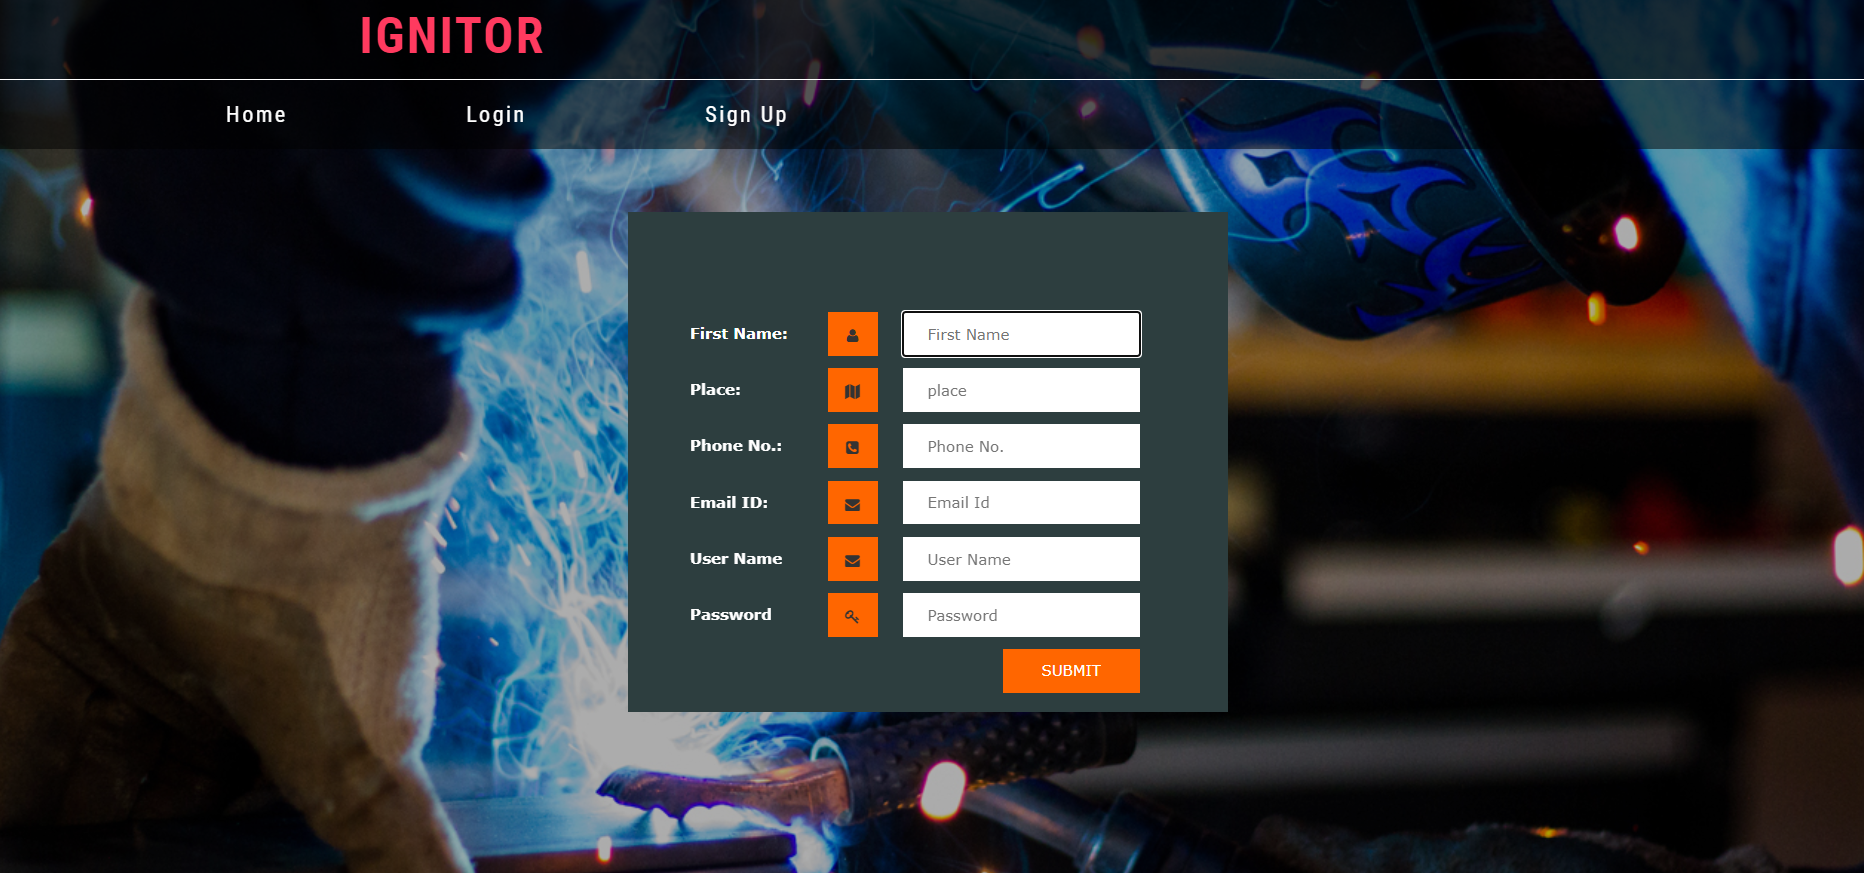 IGNITOR
Home Login Sign Up
First Name: First Name
Place: place
Phone No.: Phone No.
Email ID: Email Id
User Name User Name
Password Password
SUBMIT